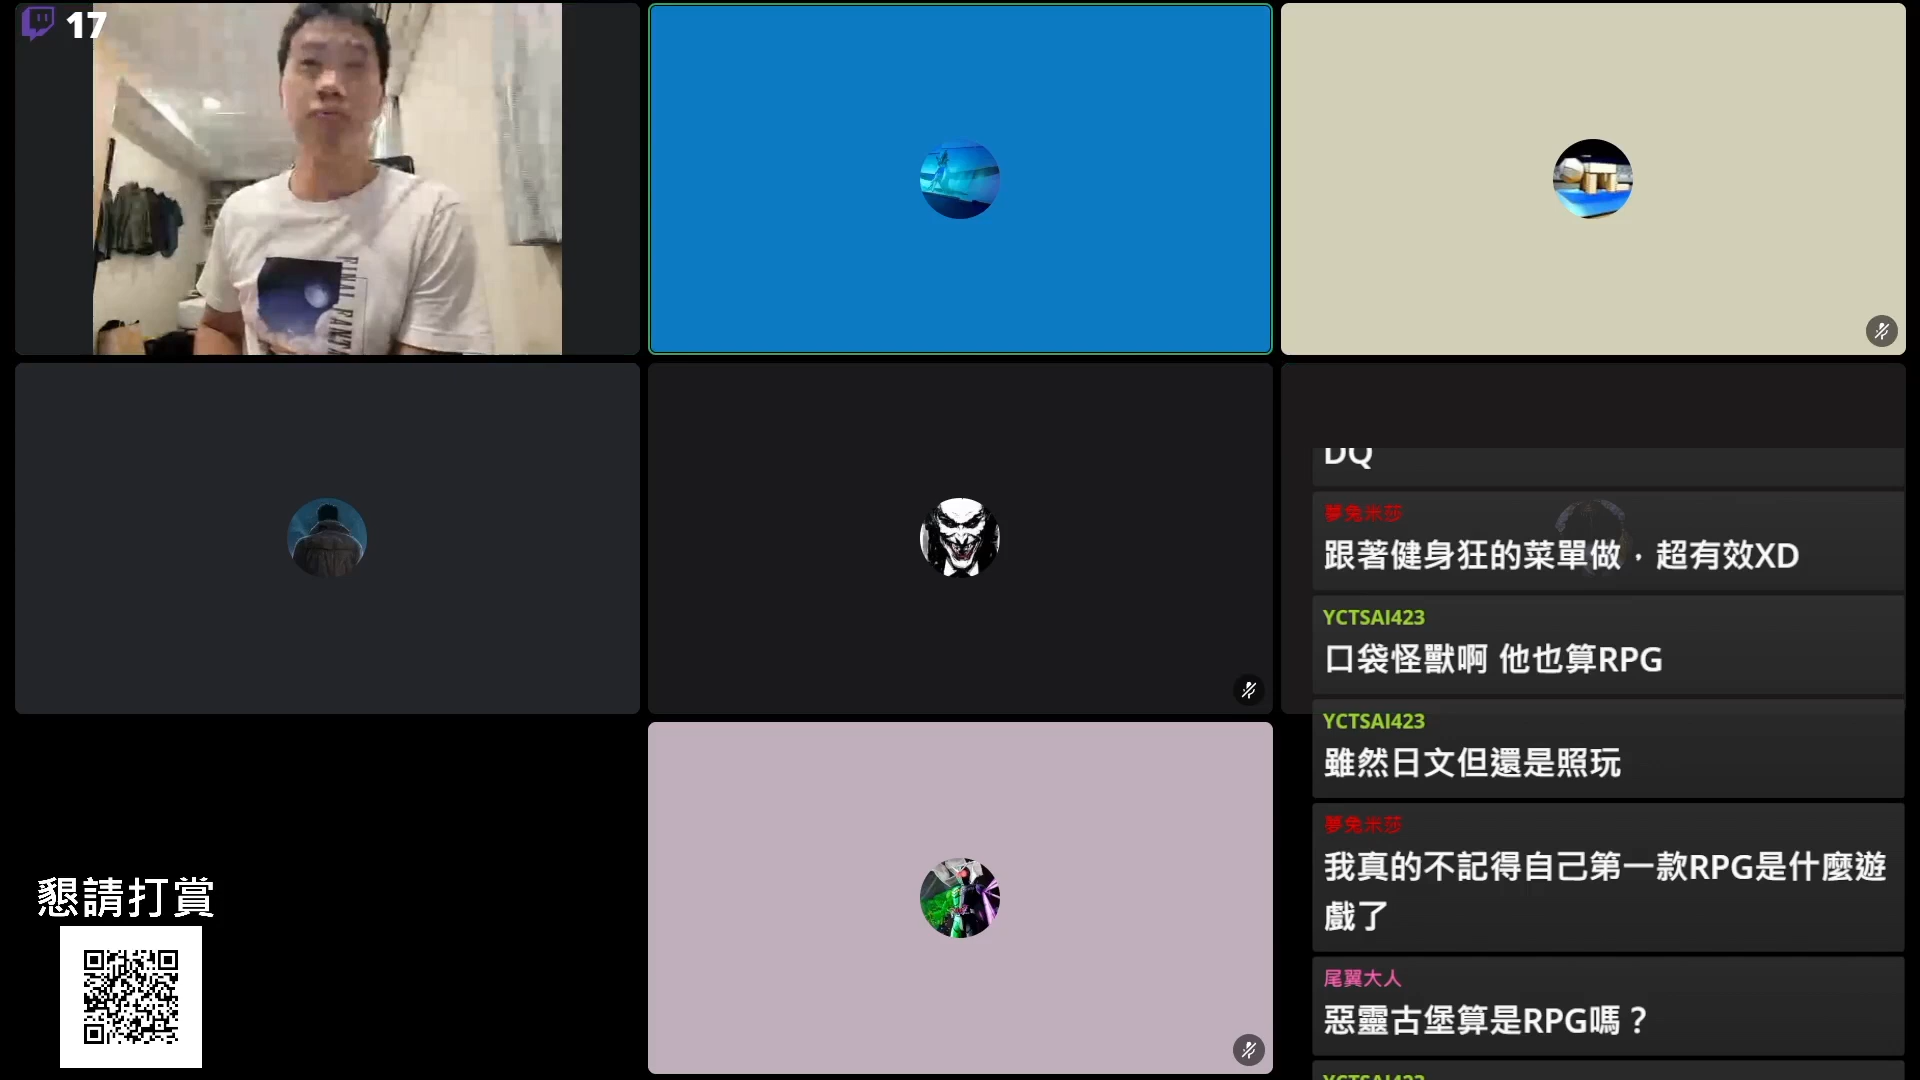 17
FINAL FANTA
DQ
夢兔米莎
跟著健身狂的菜單做，超有效XD
YCTSAI423
口袋怪獸啊 他也算RPG
YCTSAI423
雖然日文但還是照玩
夢兔米莎
我真的不記得自己第一款RPG是什麼遊
戲了
尾翼大人
惡靈古堡算是RPG嗎？
YCTSAI423
懇請打賞